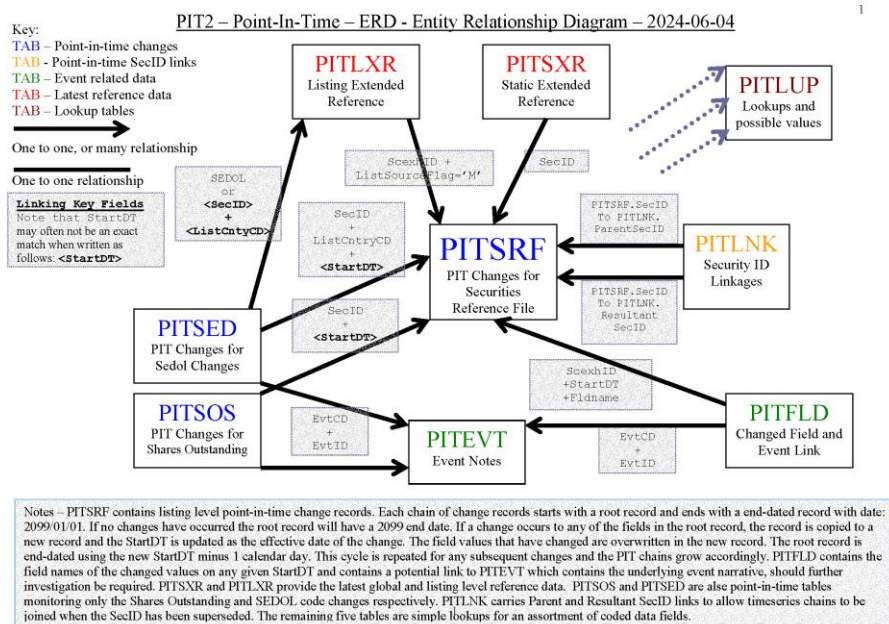 1
PIT2 – Point-In-Time – ERD - Entity Relationship Diagram – 2024-06-04
Key:
TAB – Point-in-time changes
TAB - Point-in-time SecID links
TAB – Event related data
TAB – Latest reference data
TAB – Lookup tables
One to one, or many relationship
One to one relationship
Linking Key Fields
Note that StartDT
may often not be an exact
match when written as
follows: <StartDT>
PITLXR
Listing Extended
Reference
PITSXR
Static Extended
Reference
PITLUP
Lookups and
possible values
SEDOL
or
<SecID>
+
<ListCntyCD>
ScexhID +
ListSourceFlag='M'
SecID
SecID
+
ListCntryCD
+
<StartDT>
PITSRF
PIT Changes for
Securities
Reference File
PITSRF.SecID
To PITLNK.
ParentSecID
PITLNK
Security ID
Linkages
PITSRF.SecID
To PITLNK.
Resultant
SecID
SecID
+
<StartDT>
PITSED
PIT Changes for
Sedol Changes
ScexhID
+StartDT
+Fldname
PITSOS
PIT Changes for
Shares Outstanding
EvtCD
+
EvtID
PITEVT
Event Notes
EvtCD
+
EvtID
PITFLD
Changed Field and
Event Link
Notes – PITSRF contains listing level point-in-time change records. Each chain of change records starts with a root record and ends with a end-dated record with date:
2099/01/01. If no changes have occurred the root record will have a 2099 end date. If a change occurs to any of the fields in the root record, the record is copied to a
new record and the StartDT is updated as the effective date of the change. The field values that have changed are overwritten in the new record. The root record is
end-dated using the new StartDT minus 1 calendar day. This cycle is repeated for any subsequent changes and the PIT chains grow accordingly. PITFLD contains the
field names of the changed values on any given StartDT and contains a potential link to PITEVT which contains the underlying event narrative, should further
investigation be required. PITSXR and PITLXR provide the latest global and listing level reference data. PITSOS and PITSED are also point-in-time tables
monitoring only the Shares Outstanding and SEDOL code changes respectively. PITLNK carries Parent and Resultant SecID links to allow timeseries chains to be
joined when the SecID has been superseded. The remaining five tables are simple lookups for an assortment of coded data fields.